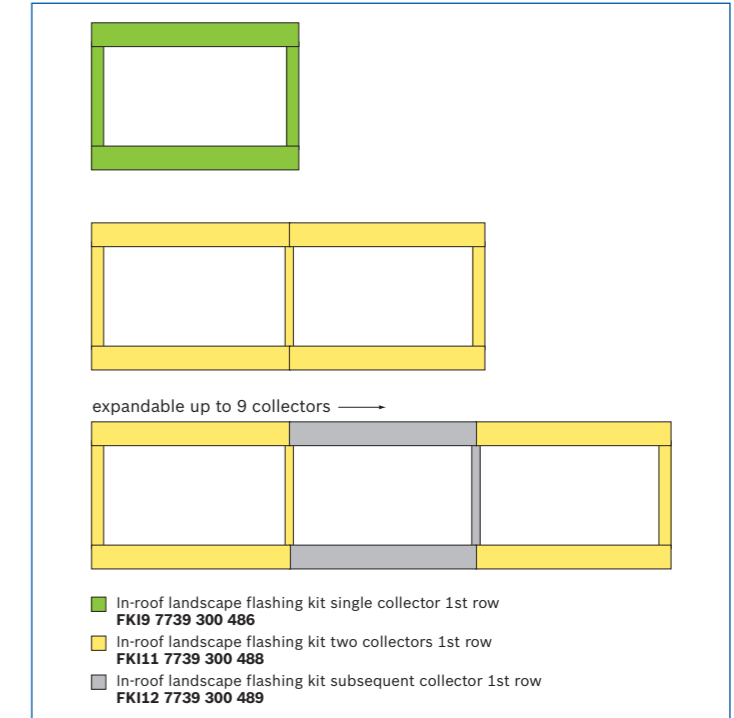 expandable up to 9 collectors
In-roof landscape flashing kit single collector 1st row
FKI9 7739 300 486
In-roof landscape flashing kit two collectors 1st row
FKI11 7739 300 488
In-roof landscape flashing kit subsequent collector 1st row
FKI12 7739 300 489